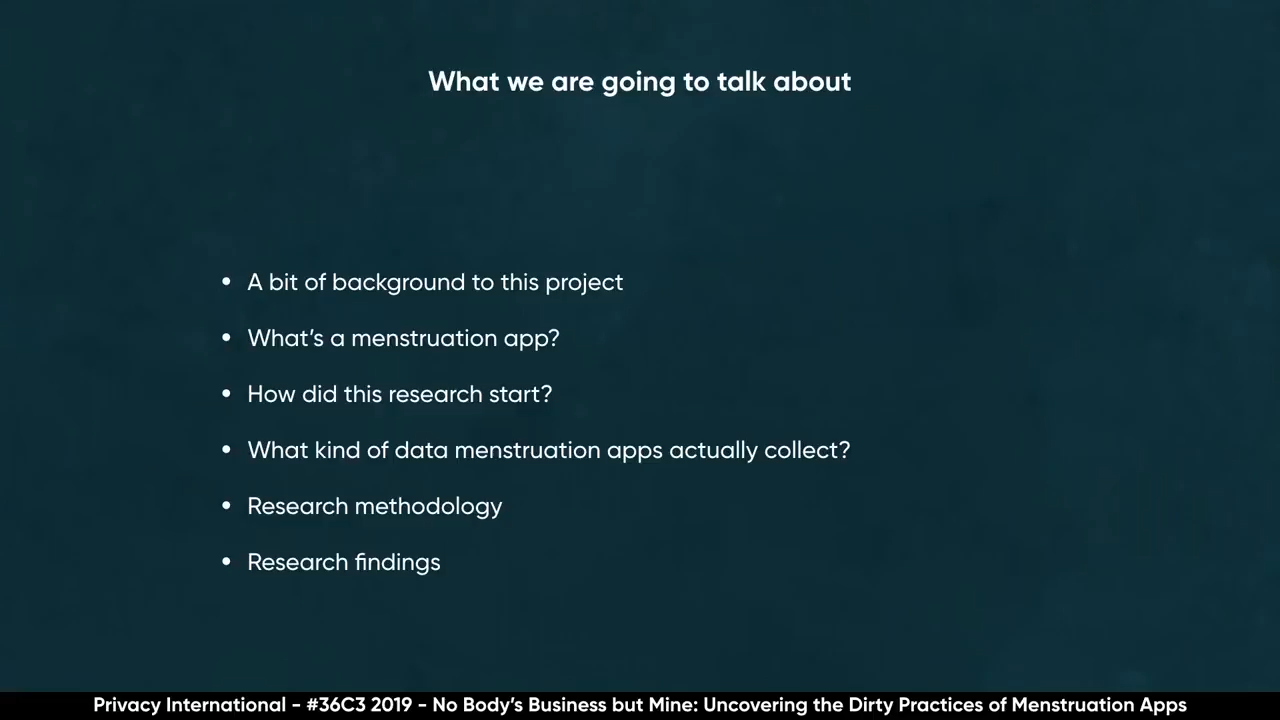 What we are going to talk about
• A bit of background to this project
• What's a menstruation app?
• How did this research start?
• What kind of data menstruation apps actually collect?
• Research methodology
• Research findings
Privacy International - #36C3 2019 - No Body's Business but Mine: Uncovering the Dirty Practices of Menstruation Apps